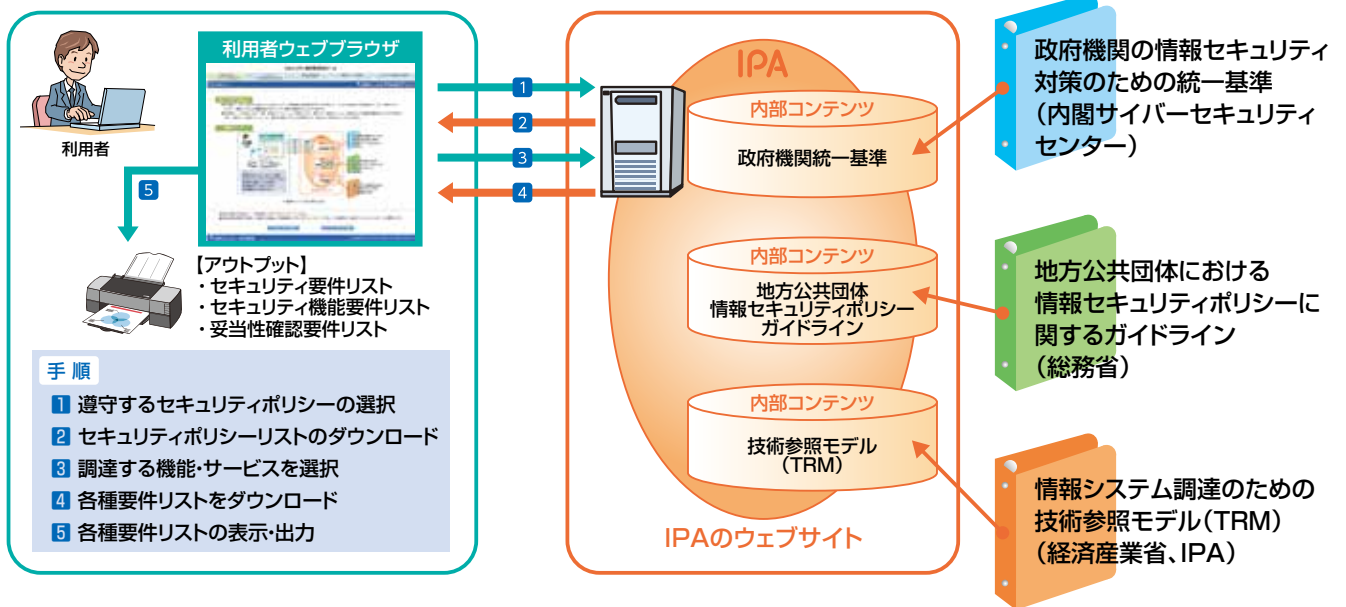 利用者
利用者ウェブブラウザ
1
2
3
4
5
【アウトプット】
・セキュリティ要件リスト
・セキュリティ機能要件リスト
・妥当性確認要件リスト
手 順
1 遵守するセキュリティポリシーの選択
2 セキュリティポリシーリストのダウンロード
3 調達する機能・サービスを選択
4 各種要件リストをダウンロード
5 各種要件リストの表示・出力
IPA
内部コンテンツ
政府機関統一基準
内部コンテンツ
地方公共団体
情報セキュリティポリシー
ガイドライン
内部コンテンツ
技術参照モデル
（TRM）
IPAのウェブサイト
政府機関の情報セキュリティ
対策のための統一基準
（内閣サイバーセキュリティ
センター）
地方公共団体における
情報セキュリティポリシーに
関するガイドライン
（総務省）
情報システム調達のための
技術参照モデル（TRM）
（経済産業省、IPA）